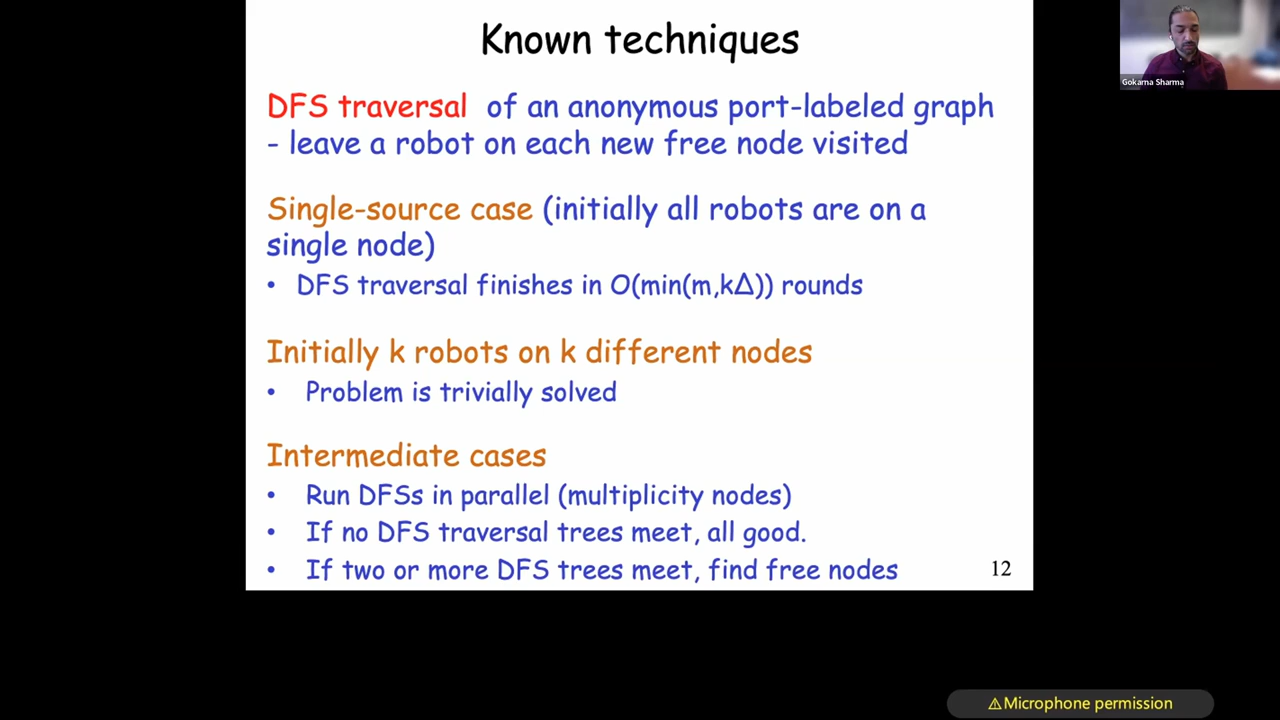 Known techniques
DFS traversal of an anonymous port-labeled graph
- leave a robot on each new free node visited
Single-source case (initially all robots are on a
single node)
• DFS traversal finishes in O(min(m,kΔ)) rounds
Initially k robots on k different nodes
• Problem is trivially solved
Intermediate cases
• Run DFSs in parallel (multiplicity nodes)
• If no DFS traversal trees meet, all good.
• If two or more DFS trees meet, find free nodes
12
Gokarna Sharma
⚠Microphone permission